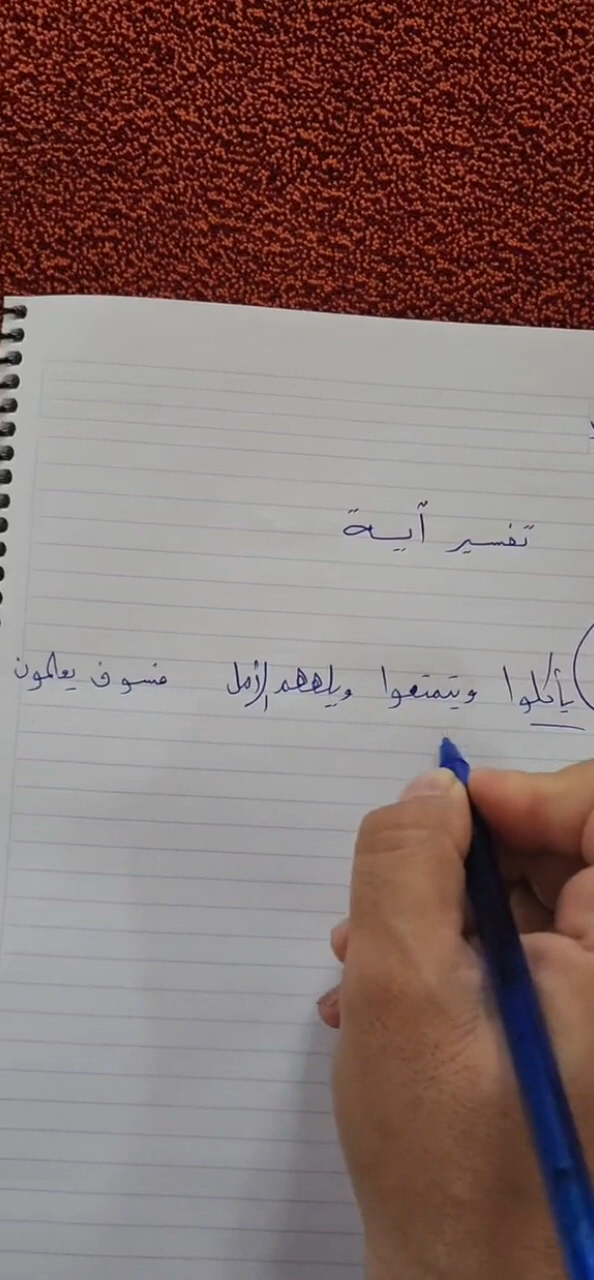 تفسير آية
يأكلوا ويتمتعوا ويلههم الأمل فسوف يعلمون